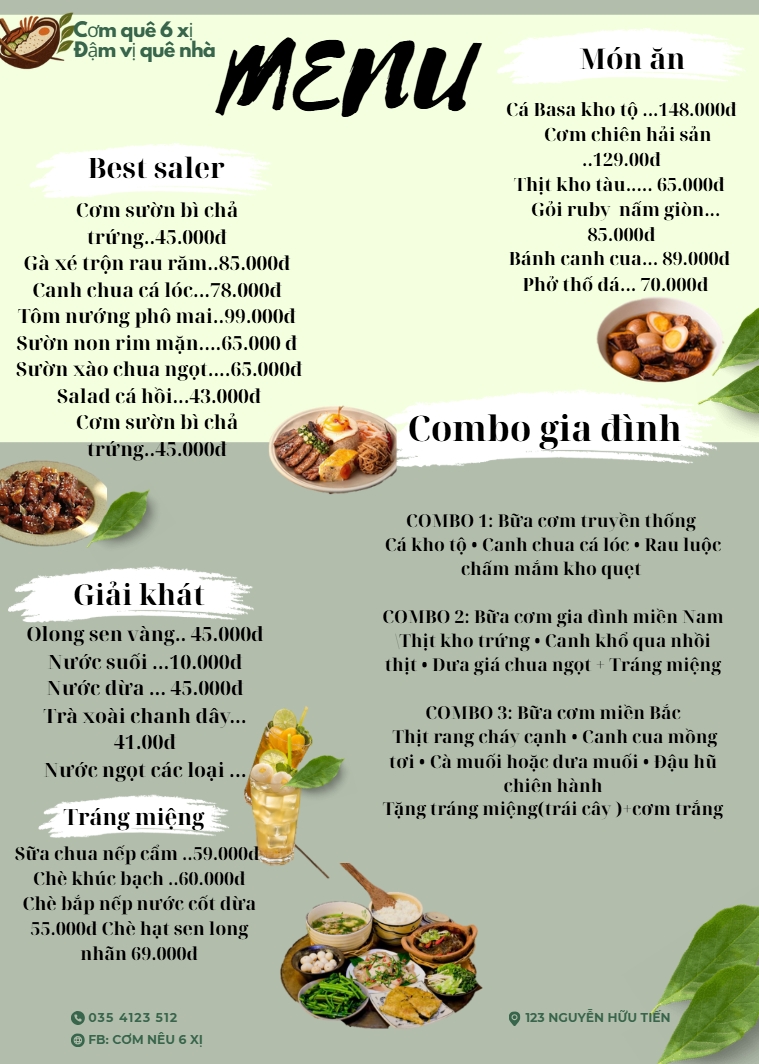 Cơm quê 6 xị
Đậm vị quê nhà
MENU
Món ăn
Cá Basa kho tộ ...148.000đ
Cơm chiên hải sản
..129.00đ
Thịt kho tàu..... 65.000đ
Gỏi ruby nấm giòn...
85.000đ
Bánh canh cua... 89.000đ
Phở thố đá... 70.000đ
Best saler
Cơm sườn bì chả
trứng..45.000đ
Gà xé trộn rau răm..85.000đ
Canh chua cá lóc...78.000đ
Tôm nướng phô mai..99.000đ
Sườn non rim mặn....65.000 đ
Sườn xào chua ngọt....65.000đ
Salad cá hồi...43.000đ
Cơm sườn bì chả
trứng..45.000đ
Combo gia đình
COMBO 1: Bữa cơm truyền thống
Cá kho tộ • Canh chua cá lóc • Rau luộc
chấm mắm kho quẹt
COMBO 2: Bữa cơm gia đình miền Nam
\Thịt kho trứng • Canh khổ qua nhồi
thịt • Dưa giá chua ngọt + Tráng miệng
COMBO 3: Bữa cơm miền Bắc
Thịt rang cháy cạnh • Canh cua mồng
tơi • Cà muối hoặc dưa muối • Đậu hũ
chiên hành
Tặng tráng miệng(trái cây )+cơm trắng
Giải khát
Olong sen vàng.. 45.000đ
Nước suối ...10.000đ
Nước dừa ... 45.000đ
Trà xoài chanh dây...
41.00đ
Nước ngọt các loại ...
Tráng miệng
Sữa chua nếp cẩm ..59.000đ
Chè khúc bạch ..60.000đ
Chè bắp nếp nước cốt dừa
55.000đ Chè hạt sen long
nhãn 69.000đ
035 4123 512
FB: CƠM NÊU 6 XỊ
123 NGUYỄN HỮU TIẾN